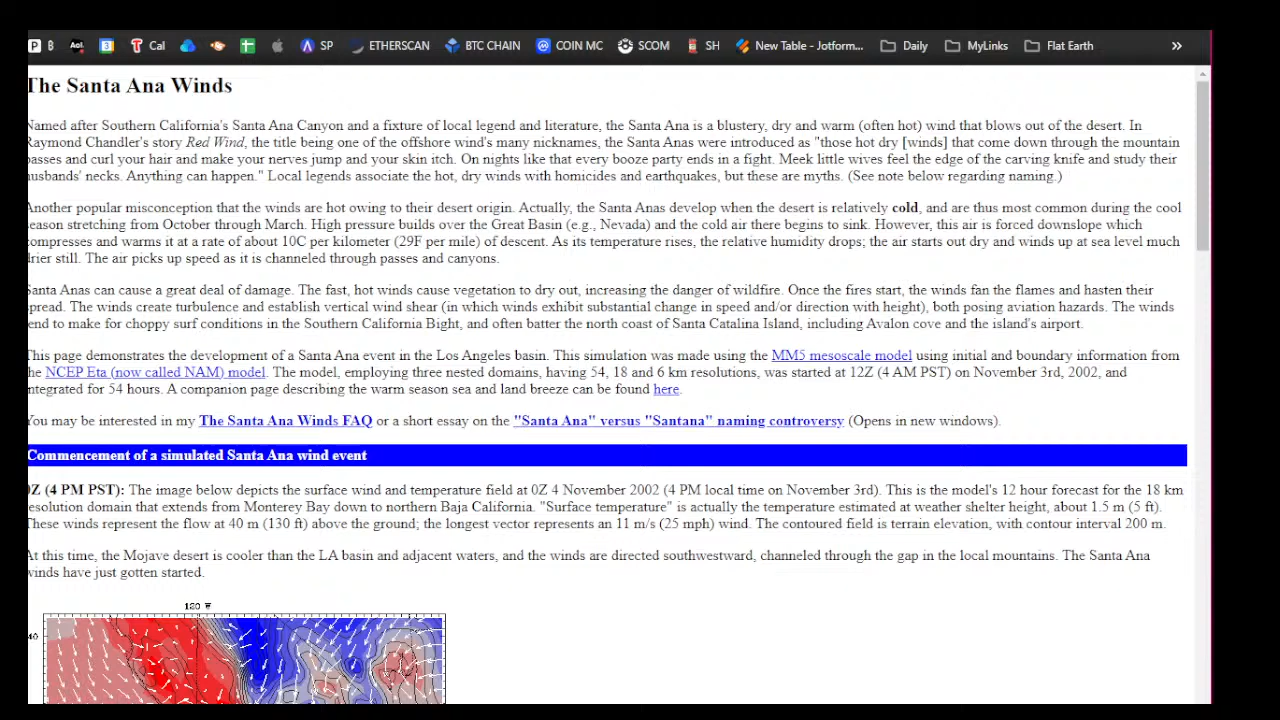 B Cal SP ETHERSCAN BTC CHAIN COIN MC SCOM SH New Table - Jotform... Daily MyLinks Flat Earth »
The Santa Ana Winds
Named after Southern California's Santa Ana Canyon and a fixture of local legend and literature, the Santa Ana is a blustery, dry and warm (often hot) wind that blows out of the desert. In
Raymond Chandler's story Red Wind, the title being one of the offshore wind's many nicknames, the Santa Anas were introduced as "those hot dry [winds] that come down through the mountain
passes and curl your hair and make your nerves jump and your skin itch. On nights like that every booze party ends in a fight. Meek little wives feel the edge of the carving knife and study their
husbands' necks. Anything can happen." Local legends associate the hot, dry winds with homicides and earthquakes, but these are myths. (See note below regarding naming.)
Another popular misconception that the winds are hot owing to their desert origin. Actually, the Santa Anas develop when the desert is relatively cold, and are thus most common during the cool
season stretching from October through March. High pressure builds over the Great Basin (e.g., Nevada) and the cold air there begins to sink. However, this air is forced downslope which
compresses and warms it at a rate of about 10C per kilometer (29F per mile) of descent. As its temperature rises, the relative humidity drops; the air starts out dry and winds up at sea level much
drier still. The air picks up speed as it is channeled through passes and canyons.
Santa Anas can cause a great deal of damage. The fast, hot winds cause vegetation to dry out, increasing the danger of wildfire. Once the fires start, the winds fan the flames and hasten their
spread. The winds create turbulence and establish vertical wind shear (in which winds exhibit substantial change in speed and/or direction with height), both posing aviation hazards. The winds
tend to make for choppy surf conditions in the Southern California Bight, and often batter the north coast of Santa Catalina Island, including Avalon cove and the island's airport.
This page demonstrates the development of a Santa Ana event in the Los Angeles basin. This simulation was made using the MM5 mesoscale model using initial and boundary information from
the NCEP Eta (now called NAM) model. The model, employing three nested domains, having 54, 18 and 6 km resolutions, was started at 12Z (4 AM PST) on November 3rd, 2002, and
integrated for 54 hours. A companion page describing the warm season sea and land breeze can be found here.
You may be interested in my The Santa Ana Winds FAQ or a short essay on the "Santa Ana" versus "Santana" naming controversy (Opens in new windows).
Commencement of a simulated Santa Ana wind event
0Z (4 PM PST): The image below depicts the surface wind and temperature field at 0Z 4 November 2002 (4 PM local time on November 3rd). This is the model's 12 hour forecast for the 18 km
resolution domain that extends from Monterey Bay down to northern Baja California. "Surface temperature" is actually the temperature estimated at weather shelter height, about 1.5 m (5 ft).
These winds represent the flow at 40 m (130 ft) above the ground; the longest vector represents an 11 m/s (25 mph) wind. The contoured field is terrain elevation, with contour interval 200 m.
At this time, the Mojave desert is cooler than the LA basin and adjacent waters, and the winds are directed southwestward, channeled through the gap in the local mountains. The Santa Ana
winds have just gotten started.
120 W
40